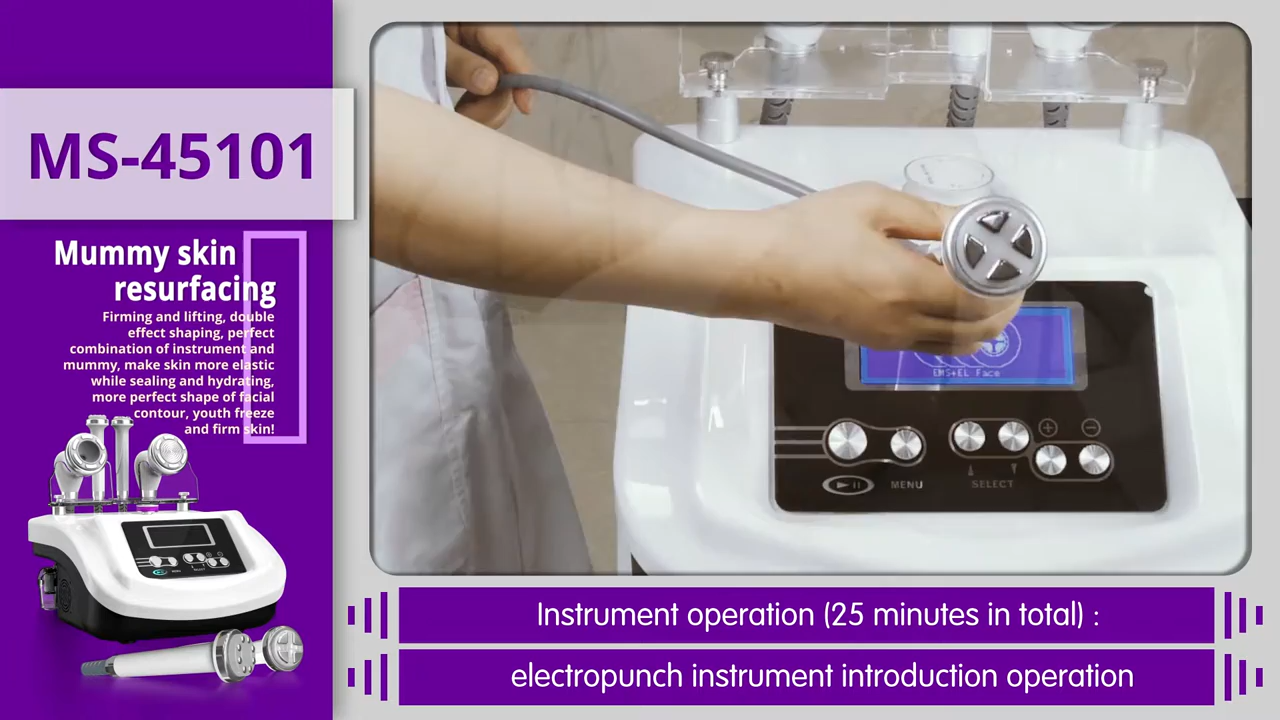 MS-45101
Mummy skin
resurfacing
Firming and lifting, double
effect shaping, perfect
combination of instrument and
mummy, make skin more elastic
while sealing and hydrating,
more perfect shape of facial
contour, youth freeze
and firm skin!
EMS+EL Face
MENU
SELECT
Instrument operation (25 minutes in total) :
electropunch instrument introduction operation